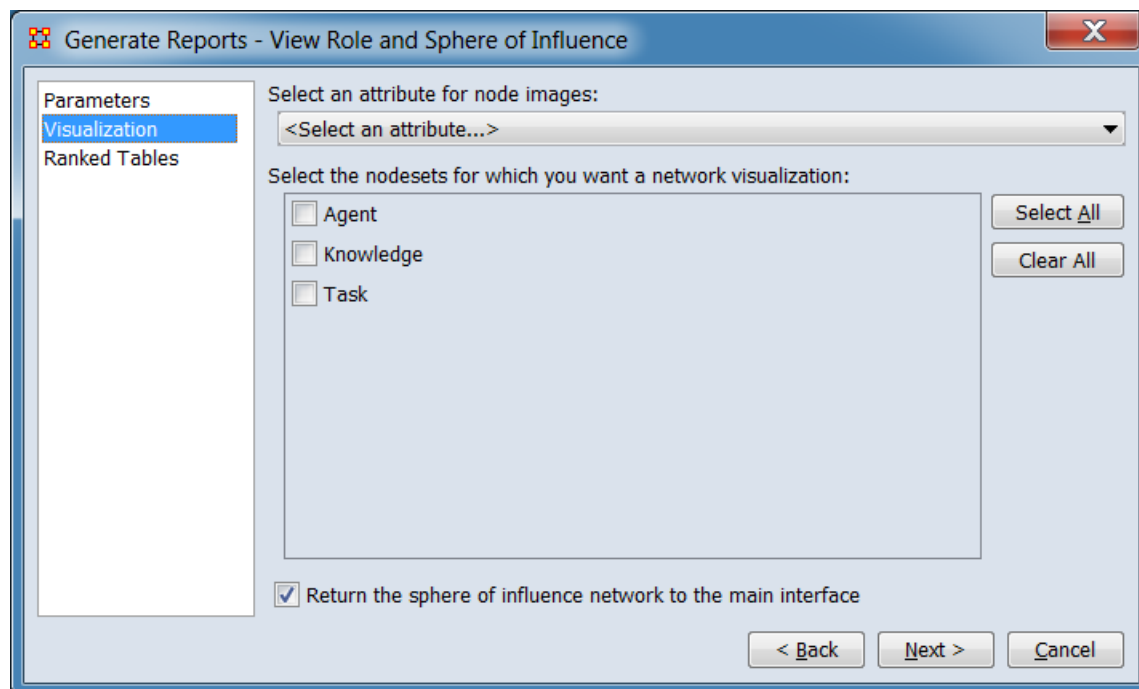 Generate Reports - View Role and Sphere of Influence
X
Parameters
Visualization
Ranked Tables
Select an attribute for node images:
<Select an attribute...>
Select the nodesets for which you want a network visualization:
Agent
Knowledge
Task
Select All
Clear All
Return the sphere of influence network to the main interface
< Back
Next >
Cancel